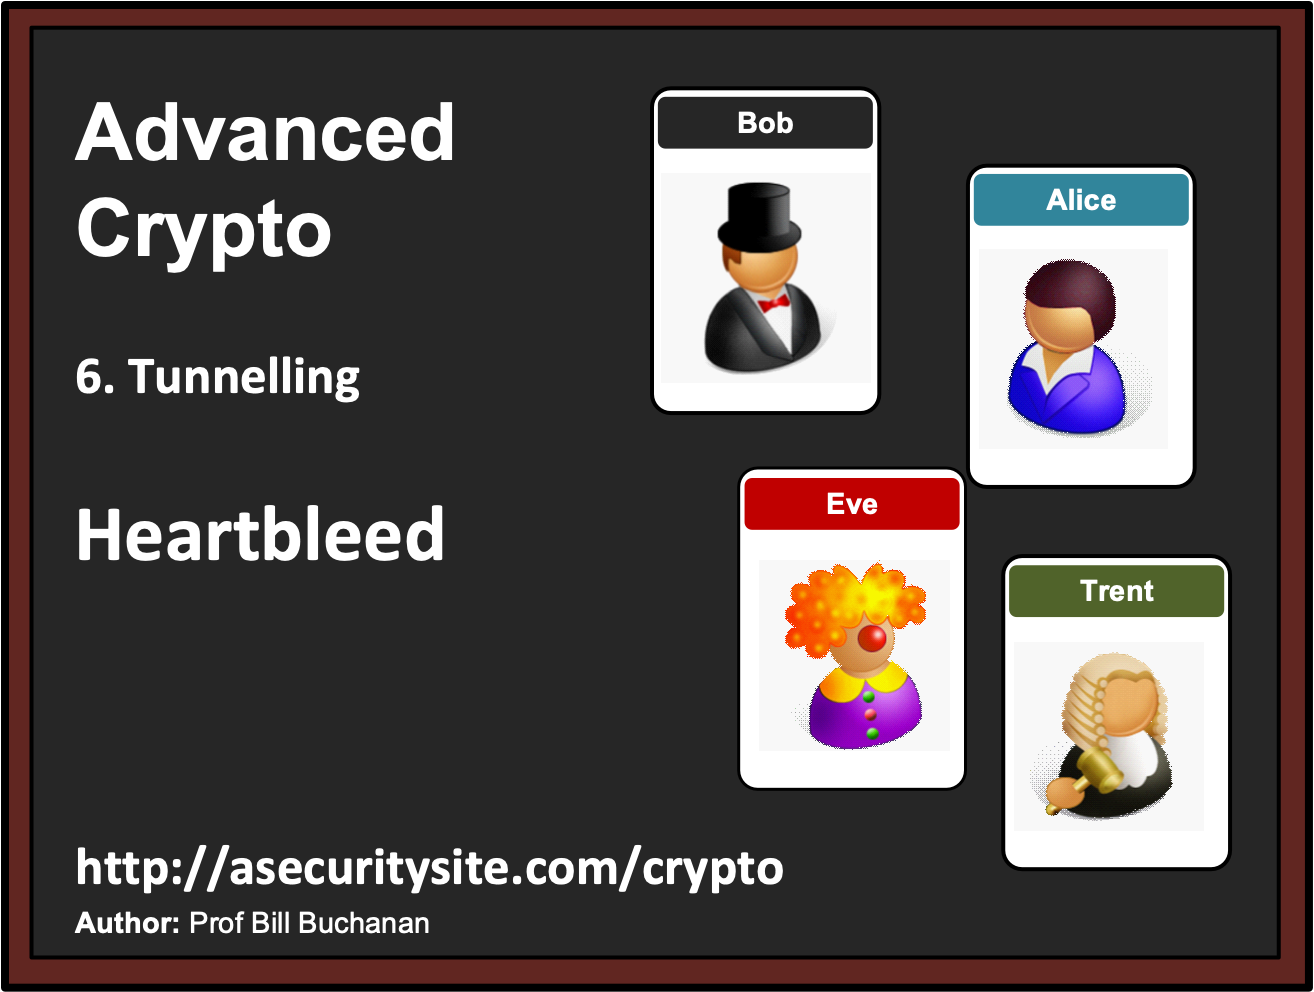 Advanced
Crypto
6. Tunnelling
Heartbleed
http://asecuritysite.com/crypto
Author: Prof Bill Buchanan
Bob
Alice
Eve
Trent